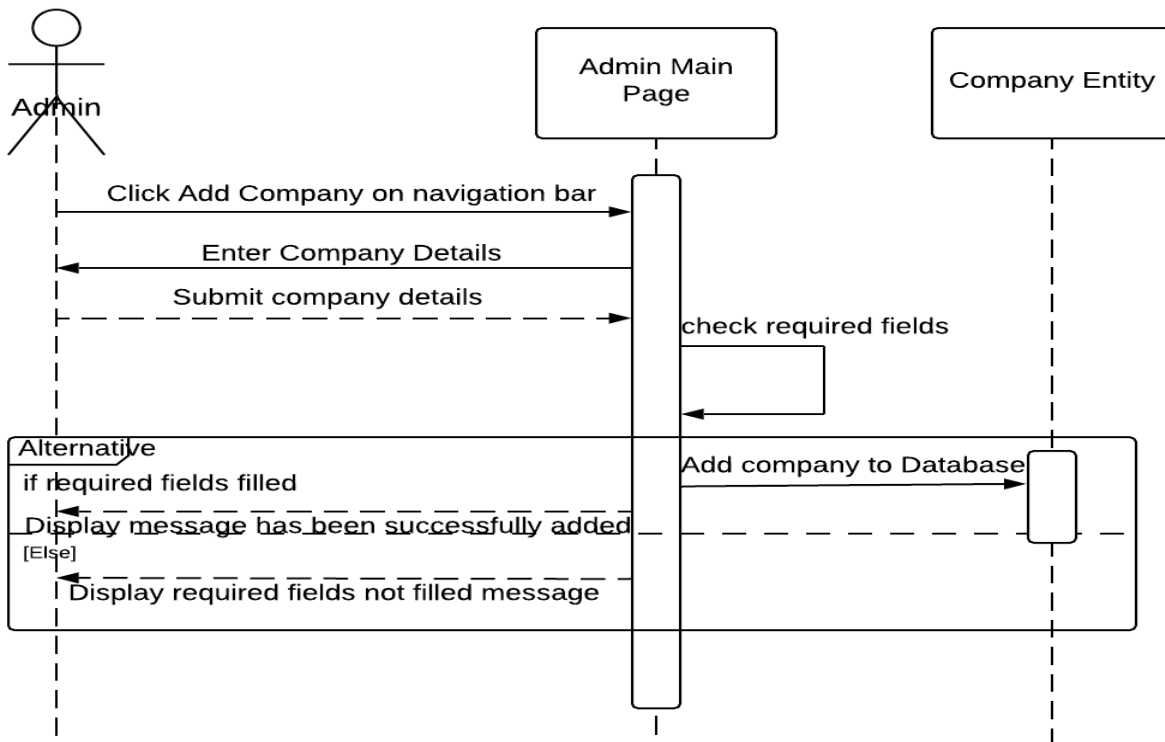 Admin
Admin Main
Page
Company Entity
Click Add Company on navigation bar
Enter Company Details
Submit company details
check required fields
Alternative
Add company to Database
if required fields filled
Display message has been successfully added
[Else]
Display required fields not filled message